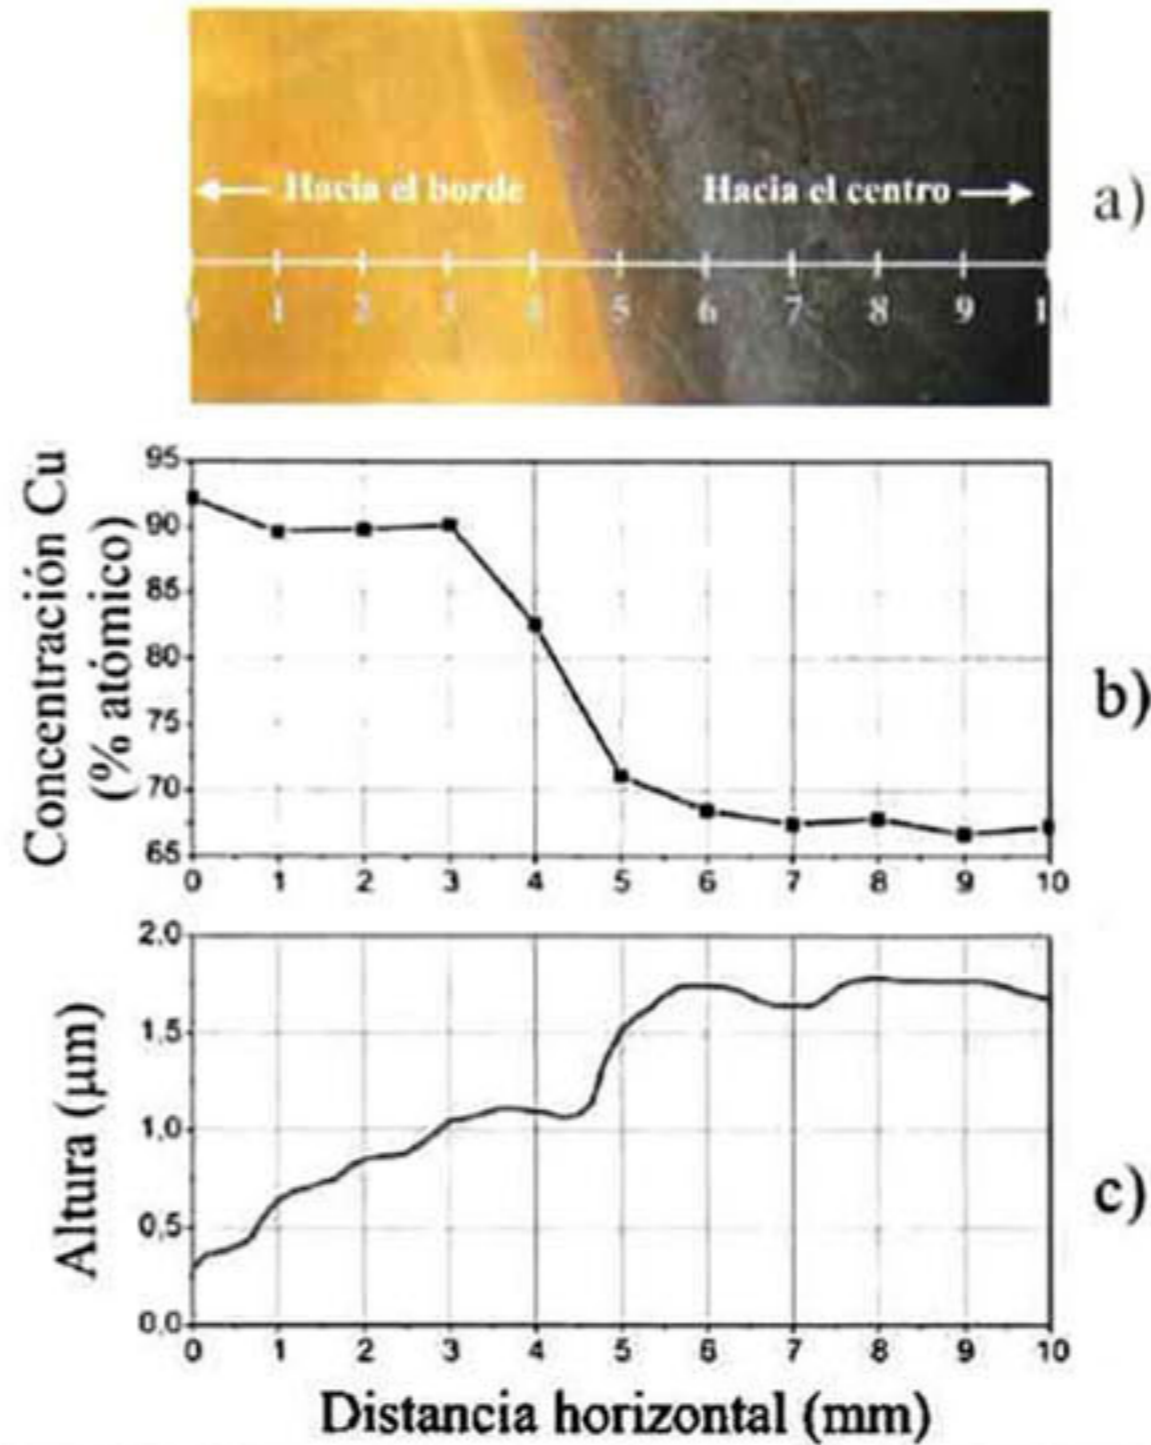 Hacia el borde
Hacia el centro
a)
1 2 3 4 5 6 7 8 9
Concentración Cu
(% atómico)
95
90
85
80
75
70
65
0 1 2 3 4 5 6 7 8 9 10
b)
Altura (μm)
2,0
1,5
1,0
0,5
0,0
0 1 2 3 4 5 6 7 8 9 10
c)
Distancia horizontal (mm)